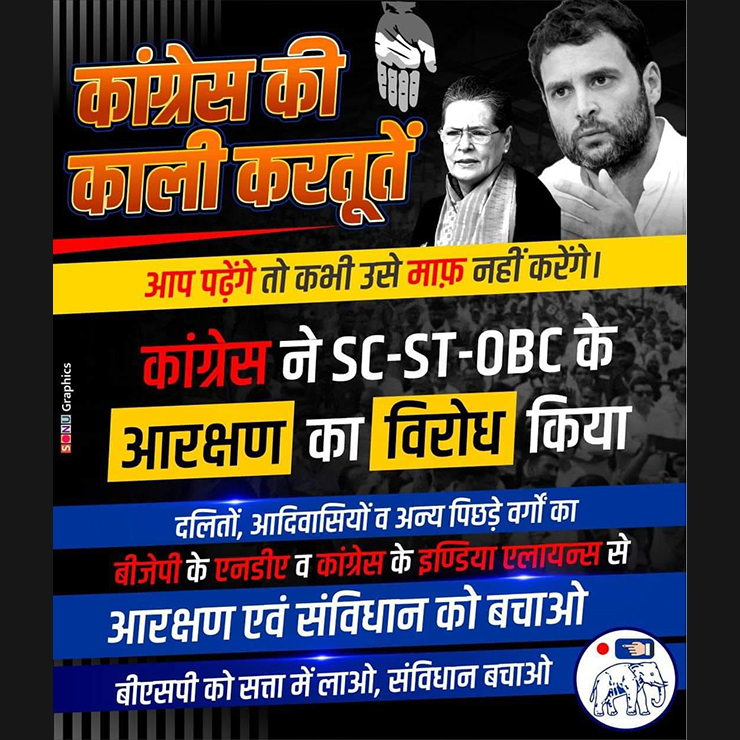 कांग्रेस की
काली करतूतें
आप पढ़ेंगे तो कभी उसे माफ़ नहीं करेंगे।
कांग्रेस ने SC-ST-OBC के
आरक्षण का विरोध किया
SONU Graphics
दलितों, आदिवासियों व अन्य पिछड़े वर्गों का
बीजेपी के एनडीए व कांग्रेस के इण्डिया एलायन्स से
आरक्षण एवं संविधान को बचाओ
बीएसपी को सत्ता में लाओ, संविधान बचाओ